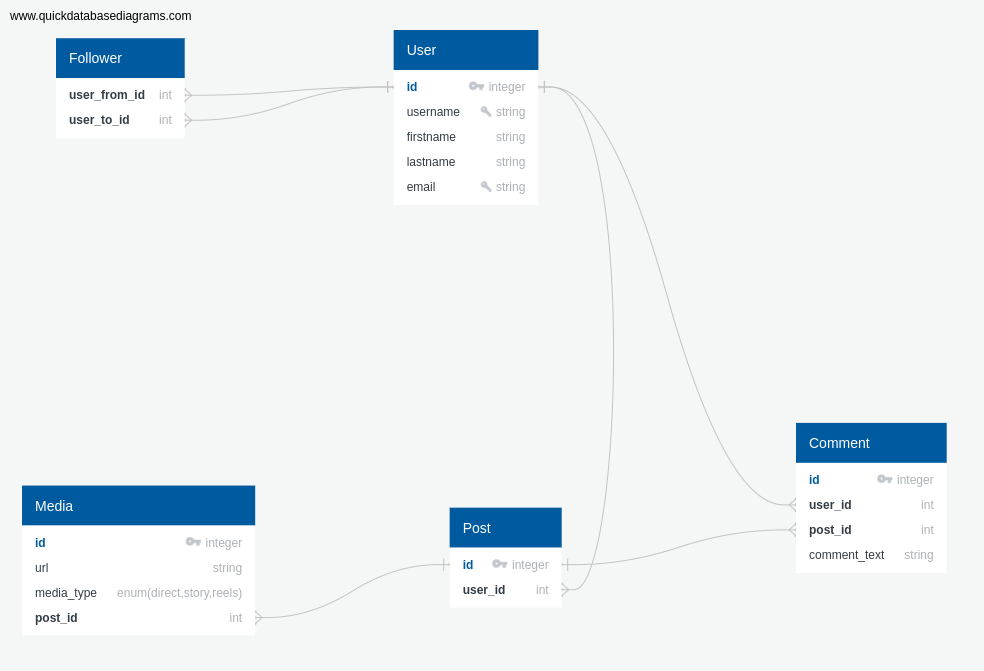 www.quickdatabasediagrams.com
Follower
user_from_id int
user_to_id int
User
id integer
username string
firstname string
lastname string
email string
Comment
id integer
user_id int
post_id int
comment_text string
Media
id integer
url string
media_type enum(direct,story,reels)
post_id int
Post
id integer
user_id int